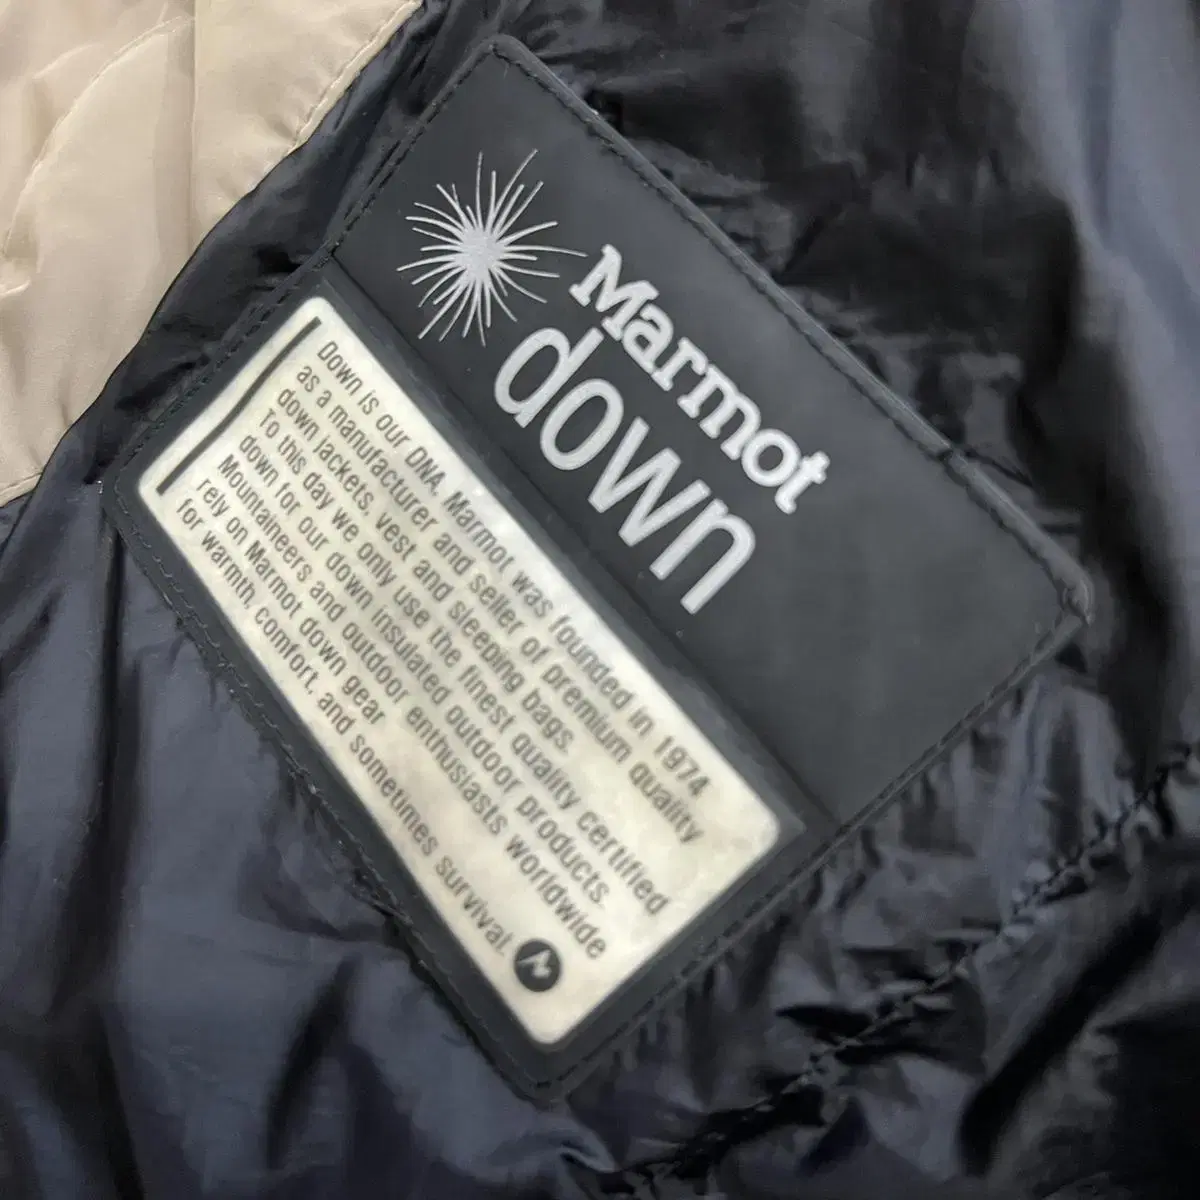 Marmot
down
Down is our DNA. Marmot was founded in 1974
as a manufacturer and seller of premium quality
down jackets, vest and sleeping bags.
To this day we only use the finest quality certified
down for our down insulated outdoor products.
Mountaineers and outdoor enthusiasts worldwide
rely on Marmot down gear
for warmth, comfort, and sometimes survival.